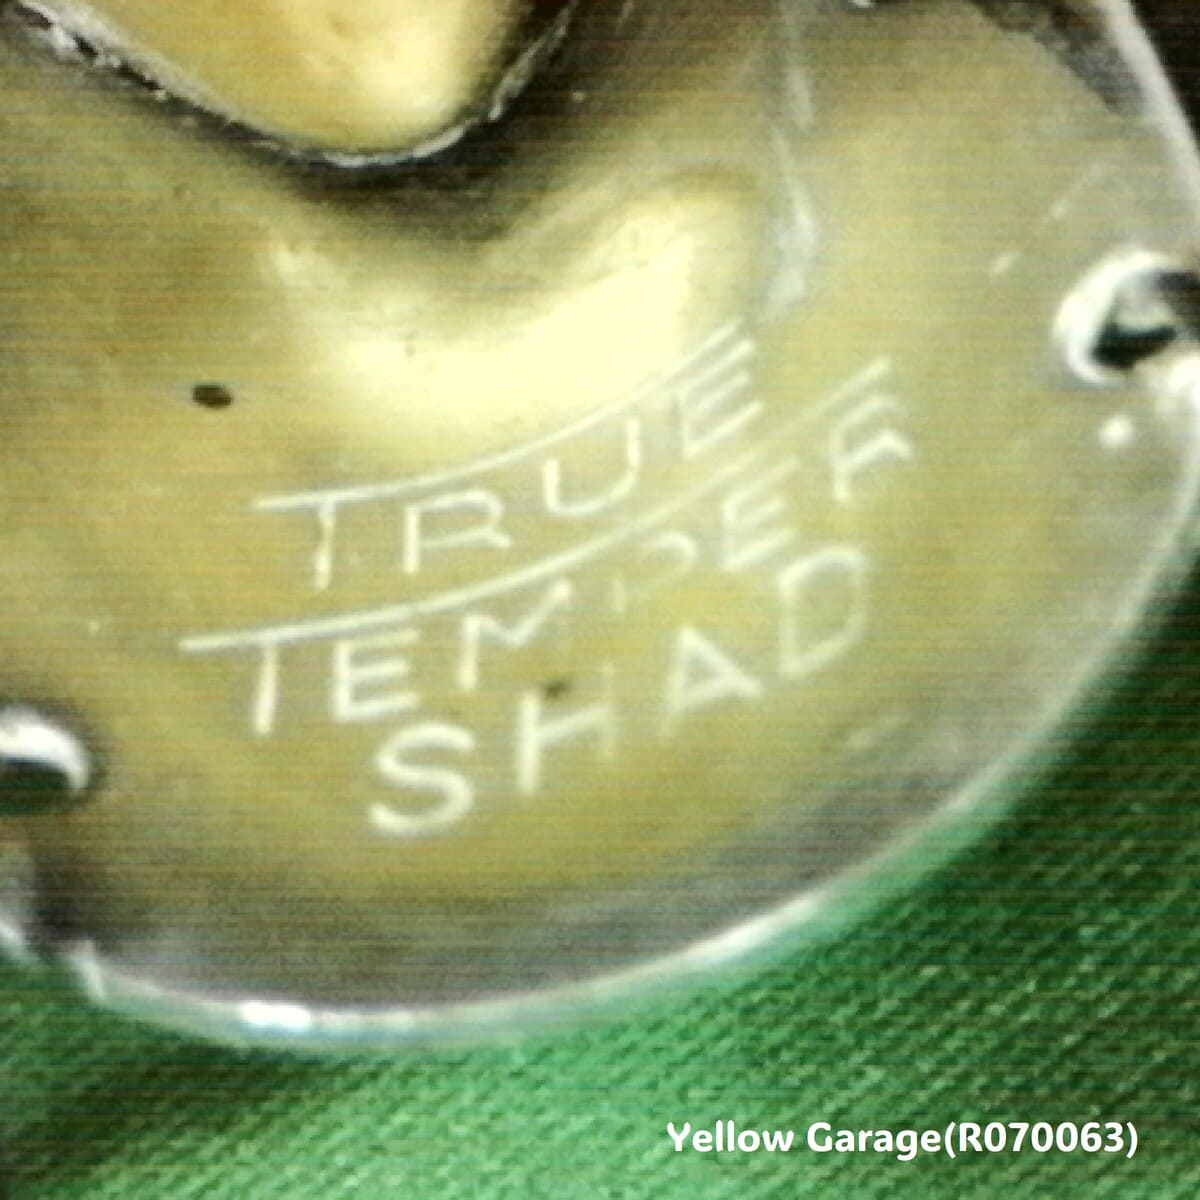 TRUE
TEMPER
SHAD
Yellow Garage(R070063)